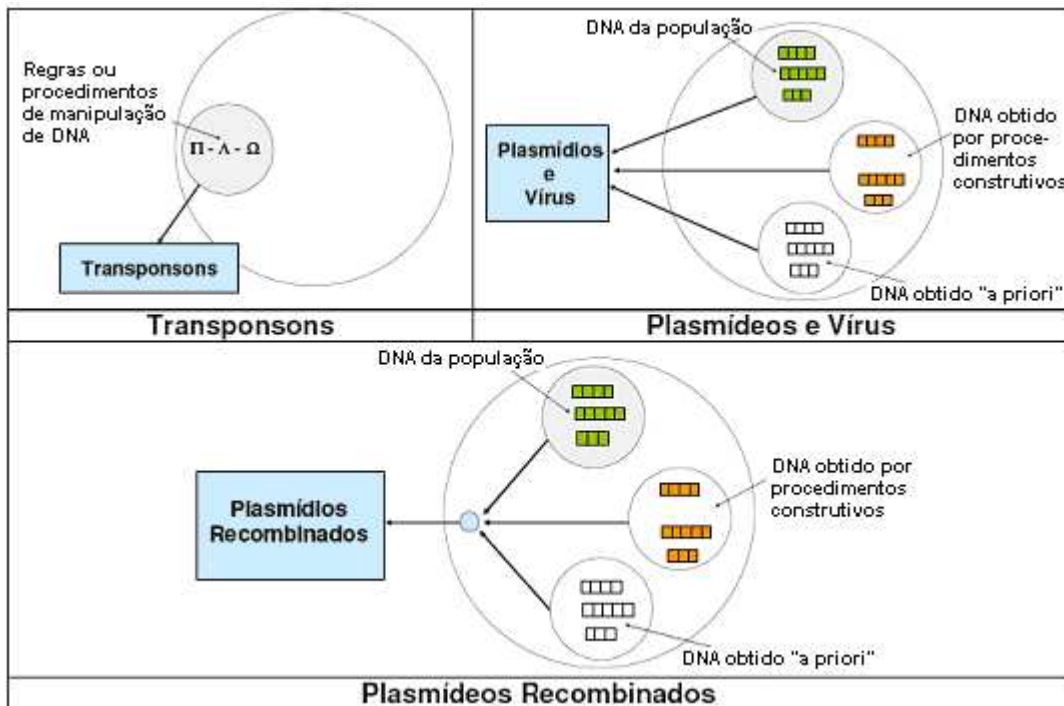 Regras ou
procedimentos
de manipulação
de DNA
Π - Λ - Ω
Transponsons
Transponsons
DNA da população
DNA obtido
por proce-
dimentos
construtivos
Plasmídios
e
Vírus
DNA obtido "a priori"
Plasmídeos e Vírus
DNA da população
DNA obtido por
procedimentos
construtivos
Plasmídios
Recombinados
DNA obtido "a priori"
Plasmídeos Recombinados